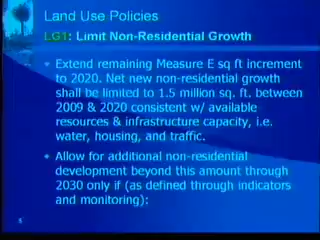 Land Use Policies
LG1: Limit Non-Residential Growth
Extend remaining Measure E sq ft increment
to 2020. Net new non-residential growth
shall be limited to 1.5 million sq. ft. between
2009 & 2020 consistent w/ available
resources & infrastructure capacity, i.e.
water, housing, and traffic.
Allow for additional non-residential
development beyond this amount through
2030 only if (as defined through indicators
and monitoring):